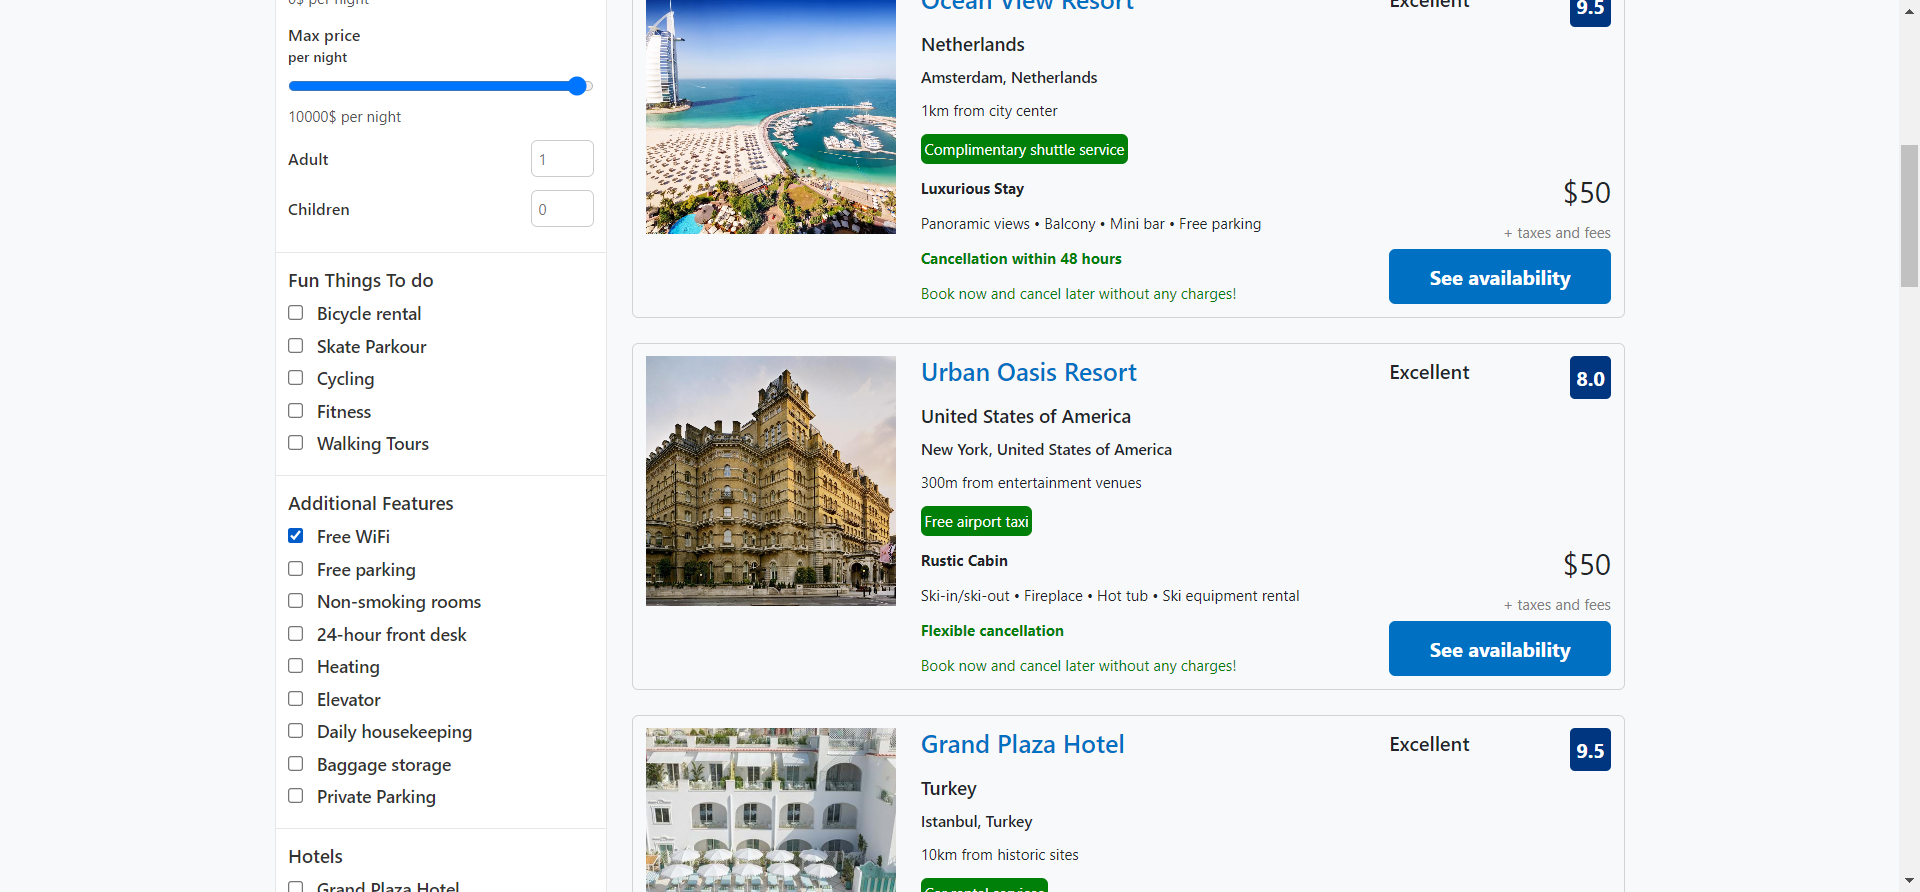 0$ per night
Max price
per night
10000$ per night
Adult
1
Children
0
Fun Things To do
Bicycle rental
Skate Parkour
Cycling
Fitness
Walking Tours
Additional Features
Free WiFi
Free parking
Non-smoking rooms
24-hour front desk
Heating
Elevator
Daily housekeeping
Baggage storage
Private Parking
Hotels
Grand Plaza Hotel
Ocean View Resort
Excellent
9.5
Netherlands
Amsterdam, Netherlands
1km from city center
Complimentary shuttle service
Luxurious Stay
$50
Panoramic views • Balcony • Mini bar • Free parking
+ taxes and fees
Cancellation within 48 hours
See availability
Book now and cancel later without any charges!
Urban Oasis Resort
Excellent
8.0
United States of America
New York, United States of America
300m from entertainment venues
Free airport taxi
Rustic Cabin
$50
Ski-in/ski-out • Fireplace • Hot tub • Ski equipment rental
+ taxes and fees
Flexible cancellation
See availability
Book now and cancel later without any charges!
Grand Plaza Hotel
Excellent
9.5
Turkey
Istanbul, Turkey
10km from historic sites
Car rental services